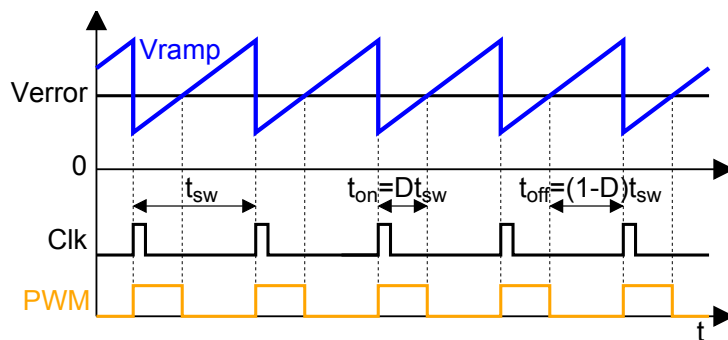 Vramp
Verror
0
tsw
ton=Dtsw
toff=(1-D)tsw
Clk
PWM
t